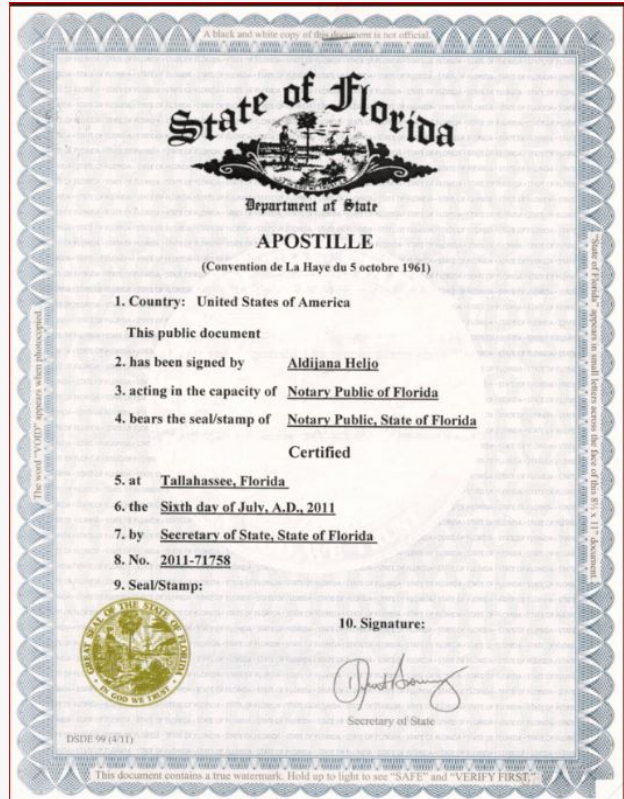 A black and white copy of this document is not official.
State of Florida
Department of State
APOSTILLE
(Convention de La Haye du 5 octobre 1961)
1. Country: United States of America
This public document
2. has been signed by Aldijana Heljo
3. acting in the capacity of Notary Public of Florida
4. bears the seal/stamp of Notary Public, State of Florida
Certified
5. at Tallahassee, Florida
6. the Sixth day of July, A.D., 2011
7. by Secretary of State, State of Florida
8. No. 2011-71758
9. Seal/Stamp:
GREAT SEAL OF THE STATE OF FLORIDA
IN GOD WE TRUST
10. Signature:
Secretary of State
DSDE 99 (4/11)
The word "VOID" appears when photocopied.
"State of Florida" appears in small letters across the face of this 8½ x 11" document.
This document contains a true watermark. Hold up to light to see "SAFE" and "VERIFY FIRST."